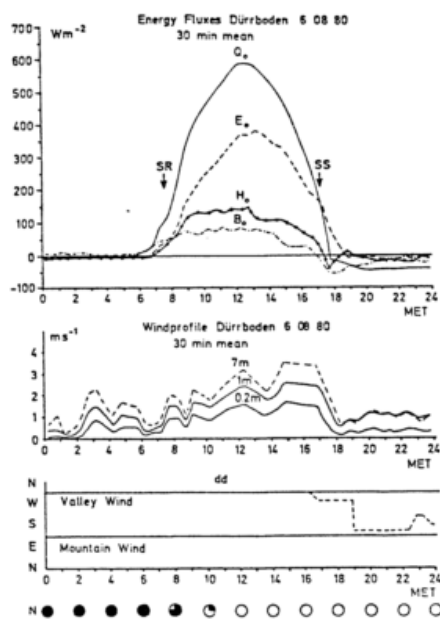 Energy Fluxes Dürrboden 6 08 80
Wm-2
30 min mean
700
600
500
400
300
200
100
0
-100
Qo
Eo
SR
SS
Ho
Bo
0 2 4 6 8 10 12 14 16 18 20 22 24
MET
Windprofile Dürrboden 6 08 80
ms-1
30 min mean
4
3
2
1
0
7m
1m
0.2m
0 2 4 6 8 10 12 14 16 18 20 22 24
MET
dd
N
W
S
E
N
Valley Wind
Mountain Wind
0 2 4 6 8 10 12 14 16 18 20 22 24
MET
N